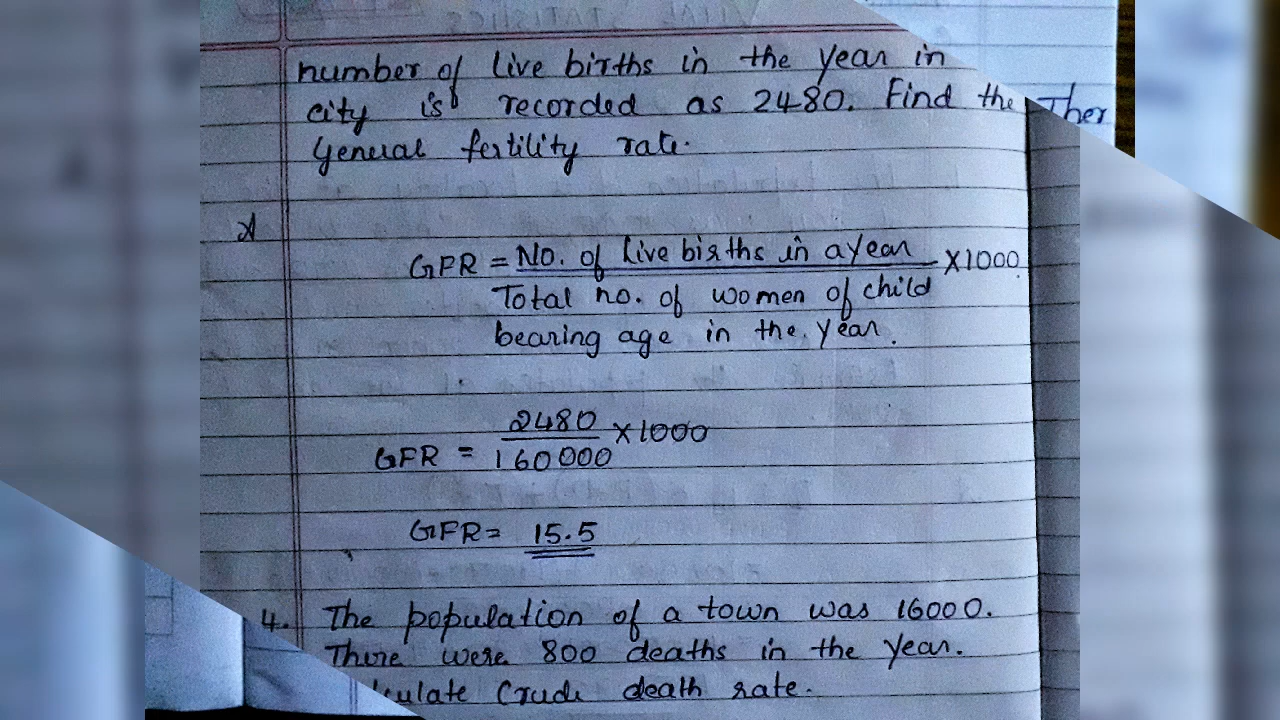 number of live births in the year in
city is recorded as 2480. Find the
General fertility rate.
Ther
GFR = No. of live births in a year ×1000
Total no. of women of child
bearing age in the year.
GFR = 2480 ×1000
160000
GFR = 15.5
4. The population of a town was 16000.
There were 800 deaths in the year.
culate Crude death rate.